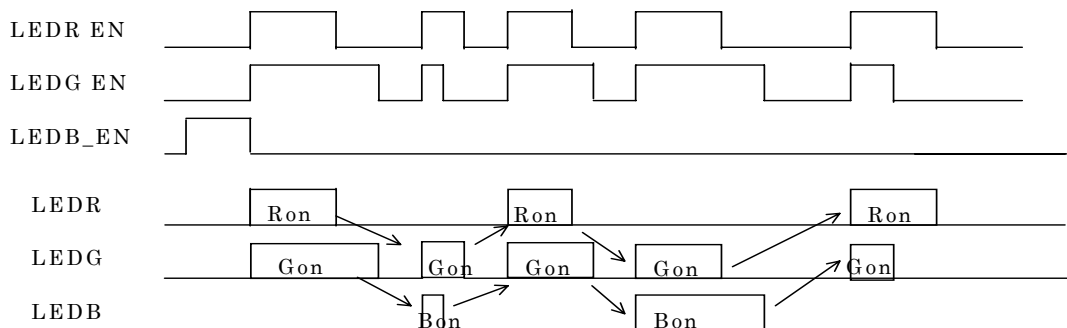 LEDR EN
LEDG EN
LEDB_EN
LEDR Ron Ron Ron
LEDG Gon Gon Gon Gon Gon
LEDB Bon Bon